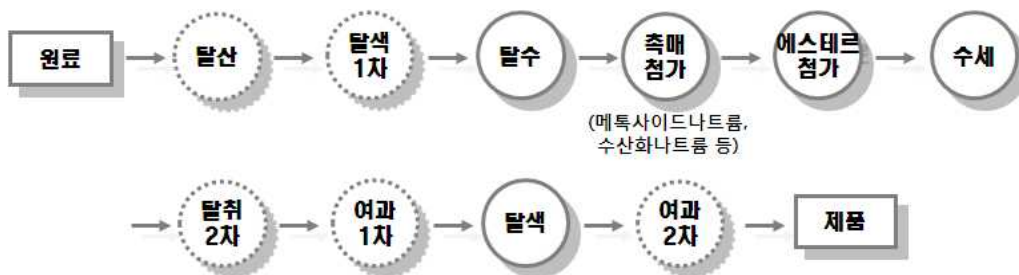 원료
탈산
탈색
1차
탈수
촉매
첨가
에스테르
첨가
수세
(메톡사이드나트륨,
수산화나트륨 등)
탈취
2차
여과
1차
탈색
여과
2차
제품